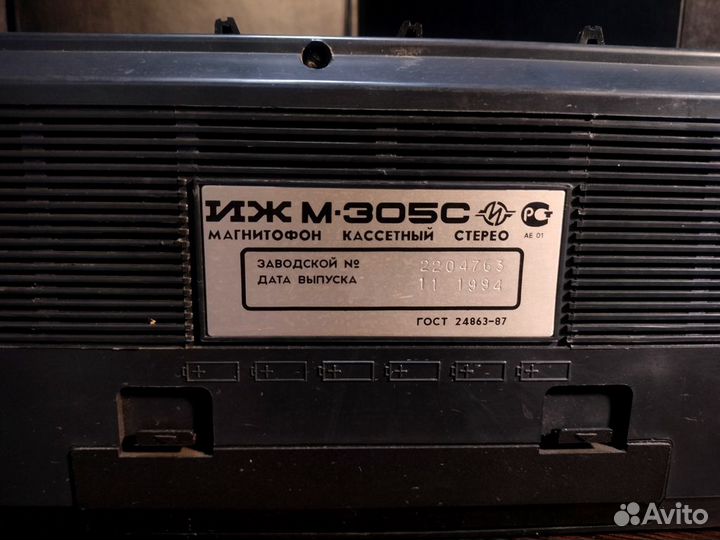 ИЖ М-305С
МАГНИТОФОН КАССЕТНЫЙ СТЕРЕО
АЕ 01
ЗАВОДСКОЙ № 2204763
ДАТА ВЫПУСКА 11 1994
ГОСТ 24863-87
Avito